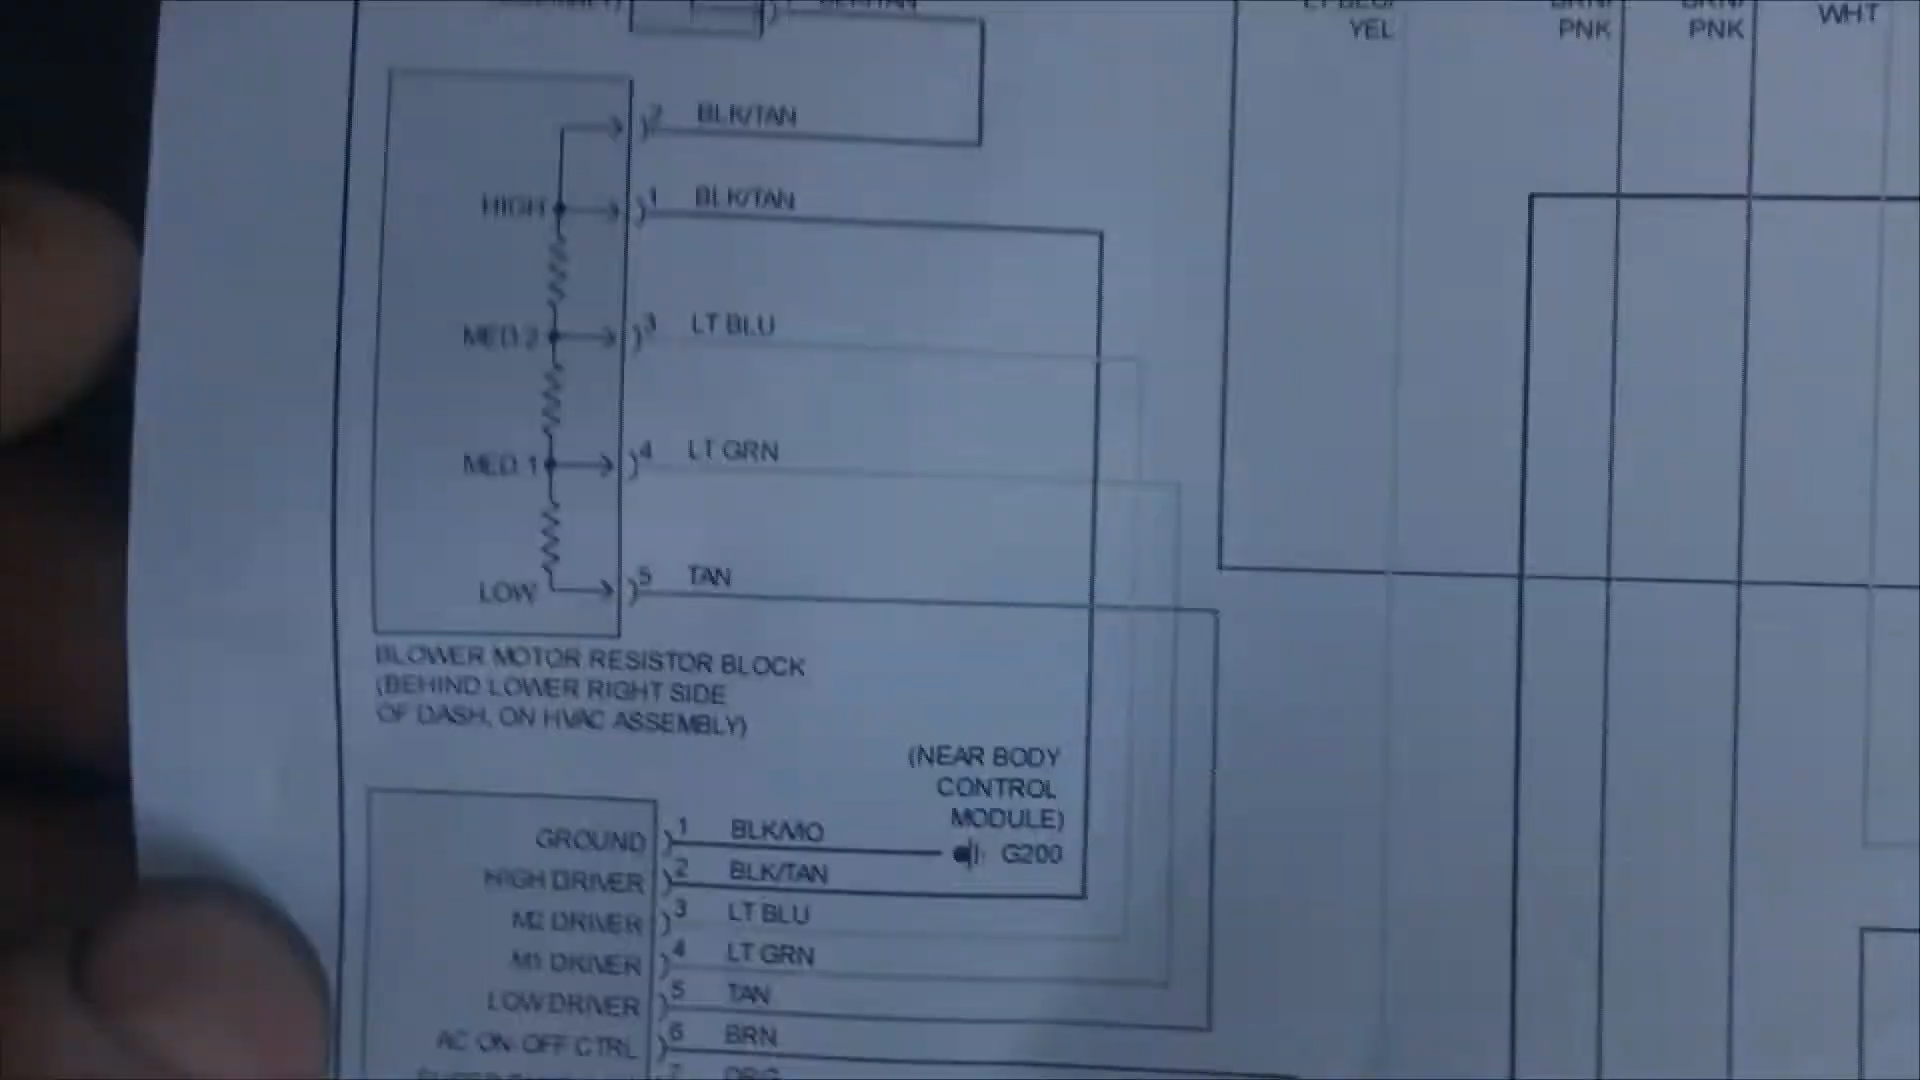 YEL
PNK
PNK
WHT
2 BLK/TAN
HIGH 1 BLK/TAN
MED 2 3 LT BLU
MED 1 4 LT GRN
LOW 5 TAN
BLOWER MOTOR RESISTOR BLOCK
(BEHIND LOWER RIGHT SIDE
OF DASH, ON HVAC ASSEMBLY)
(NEAR BODY
CONTROL
MODULE)
G200
GROUND 1
HIGH DRIVER 2 BLK/TAN
M2 DRIVER 3 LT BLU
M1 DRIVER 4 LT GRN
LOW DRIVER 5 TAN
AC ON OFF CTRL 6 BRN
7